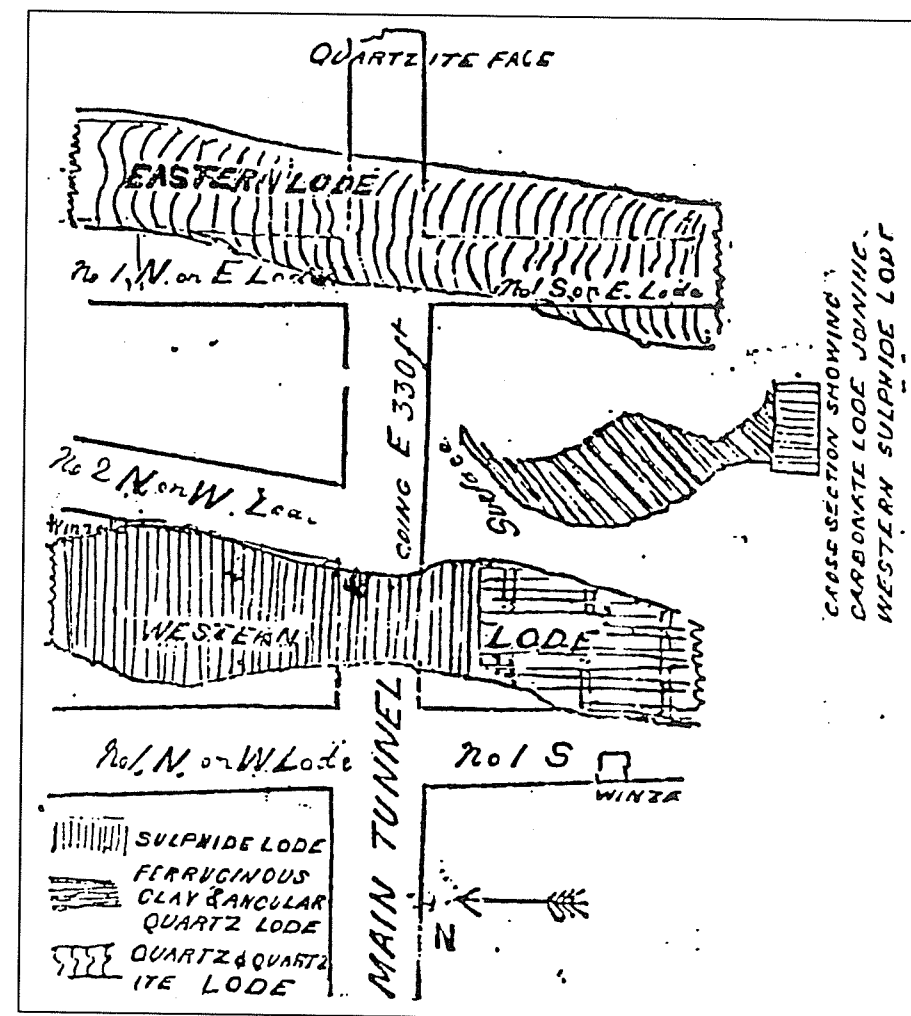 QUARTZITE FACE
EASTERN LODE
No 1, N. on E Lode
No 1 S. on E. Lode
GOING E 330 ft
No 2 N. on W.
Surface
CROSS SECTION SHOWING
CARBONATE LODE JOINING
WESTERN SULPHIDE LODE
Winze
WESTERN LODE
No 1. N. on W. Lode
No 1 S
WINZE
MAIN TUNNEL
SULPHIDE LODE
FERRUGINOUS
CLAY & ANGULAR
QUARTZ LODE
QUARTZ & QUARTZ
ITE LODE
N